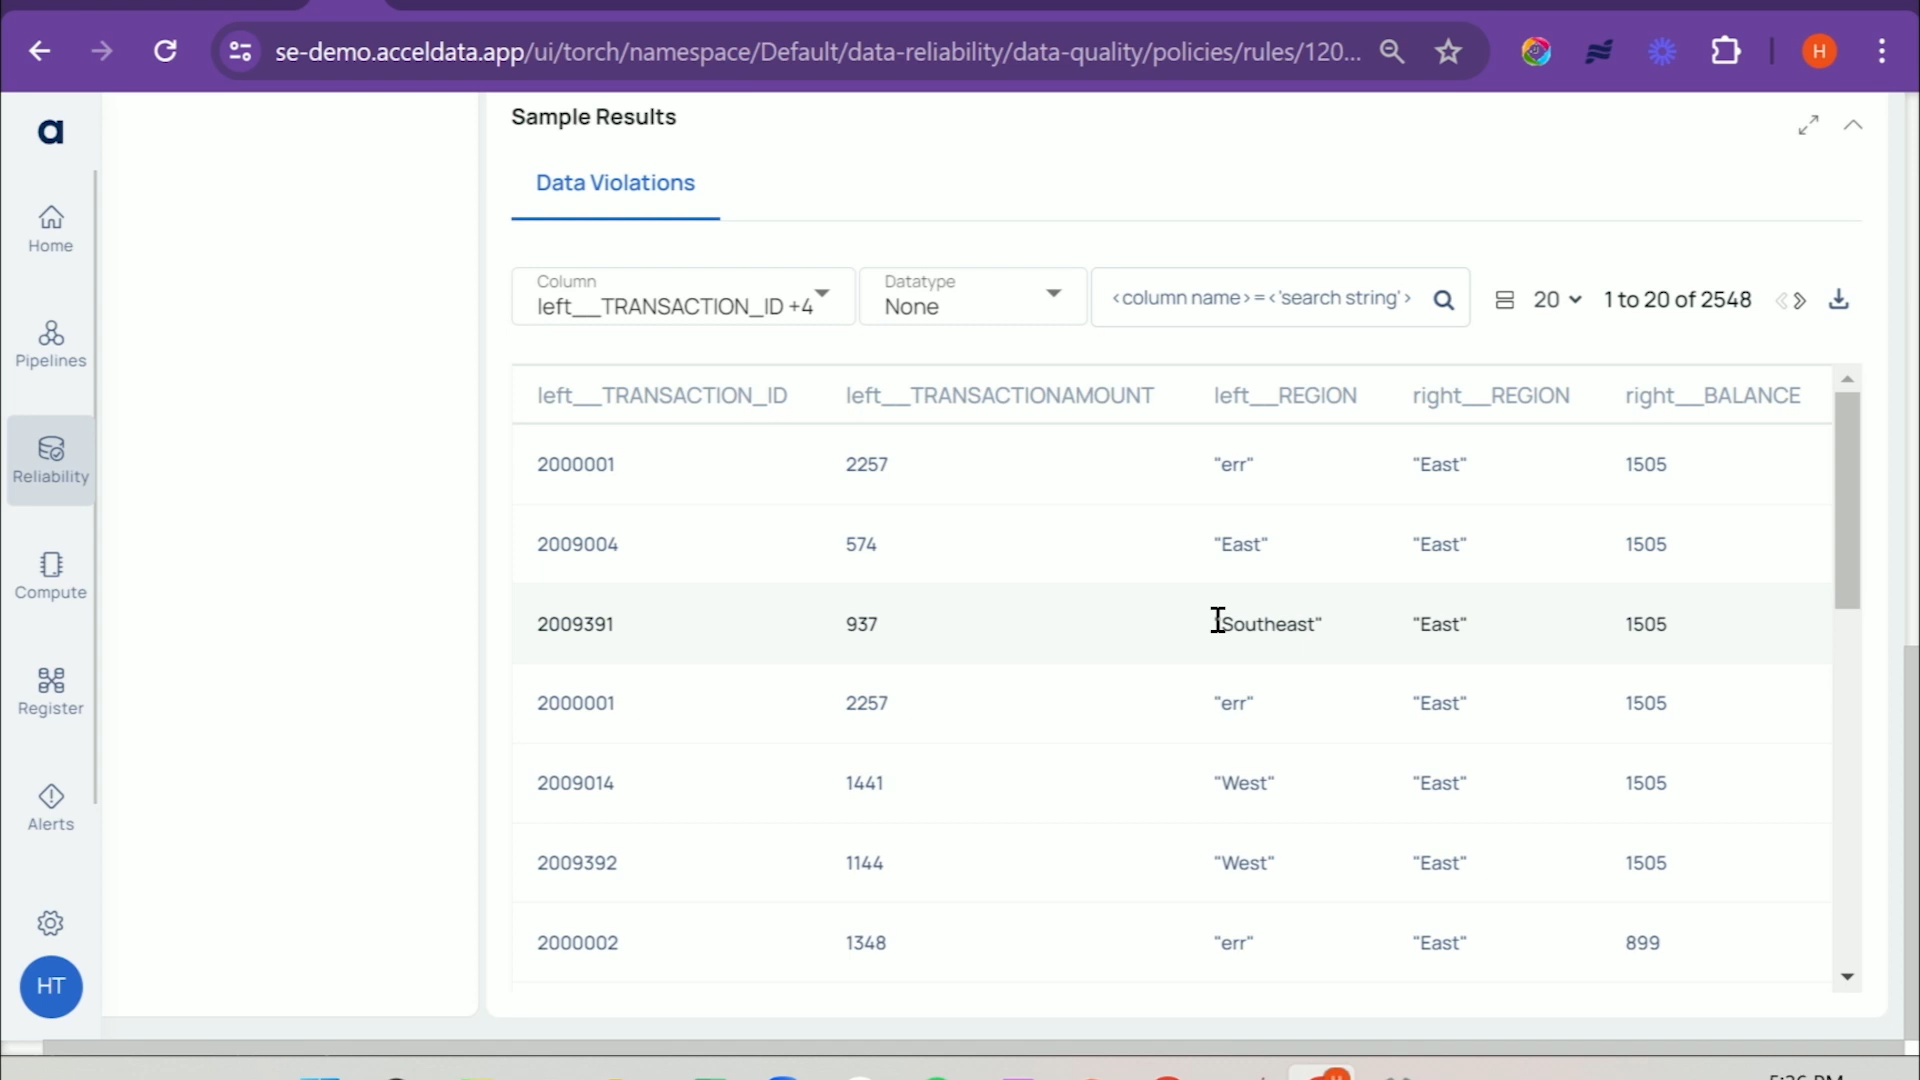 se-demo.acceldata.app/ui/torch/namespace/Default/data-reliability/data-quality/policies/rules/120...
H
a
Home
Pipelines
Reliability
Compute
Register
Alerts
HT
Sample Results
Data Violations
Column
left__TRANSACTION_ID +4
Datatype
None
<column name>=<'search string'>
20
1 to 20 of 2548
left__TRANSACTION_ID left__TRANSACTIONAMOUNT left__REGION right__REGION right__BALANCE
2000001 2257 "err" "East" 1505
2009004 574 "East" "East" 1505
2009391 937 "Southeast" "East" 1505
2000001 2257 "err" "East" 1505
2009014 1441 "West" "East" 1505
2009392 1144 "West" "East" 1505
2000002 1348 "err" "East" 899
5:26 PM